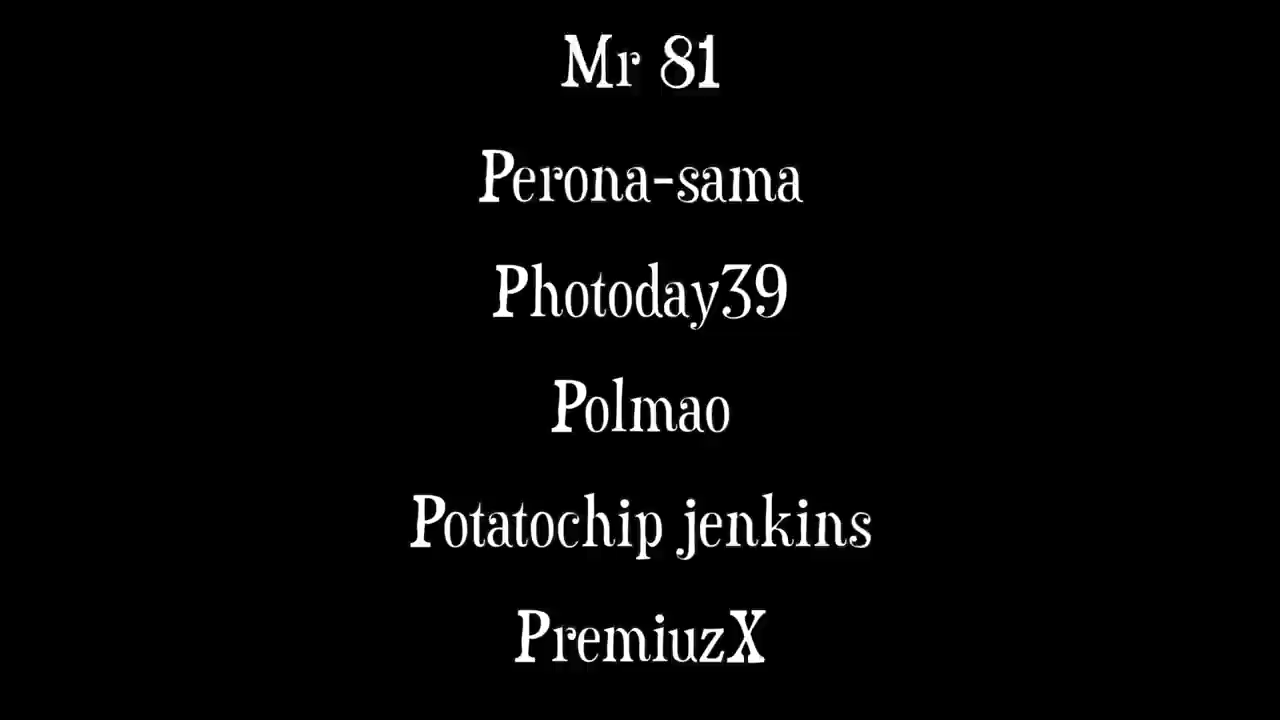 Mr 81
Perona-sama
Photoday39
Polmao
Potatochip jenkins
PremiuzX